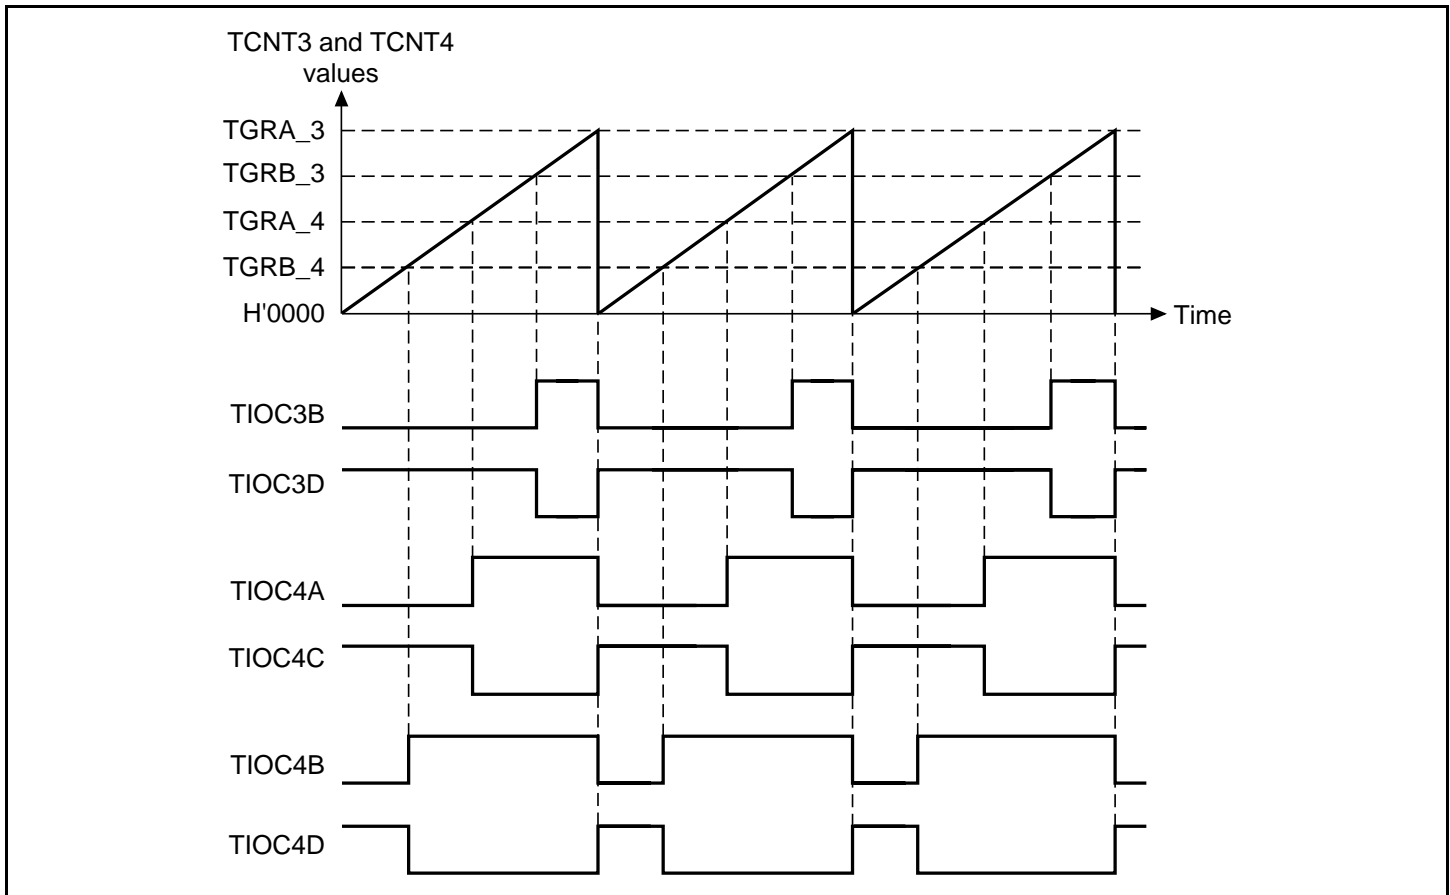 TCNT3 and TCNT4
values
TGRA_3
TGRB_3
TGRA_4
TGRB_4
H'0000
Time
TIOC3B
TIOC3D
TIOC4A
TIOC4C
TIOC4B
TIOC4D